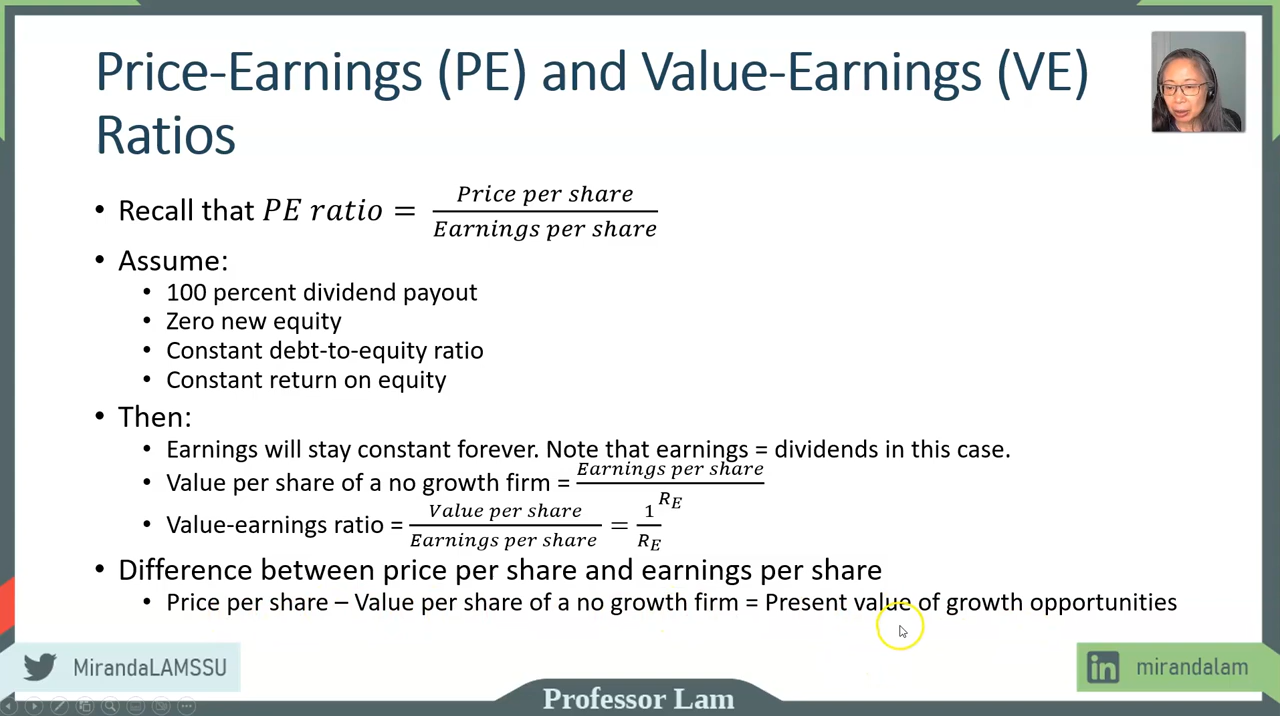 Price-Earnings (PE) and Value-Earnings (VE)
Ratios
• Recall that PE ratio = Price per share / Earnings per share
• Assume:
• 100 percent dividend payout
• Zero new equity
• Constant debt-to-equity ratio
• Constant return on equity
• Then:
• Earnings will stay constant forever. Note that earnings = dividends in this case.
• Value per share of a no growth firm = Earnings per share / R_E
• Value-earnings ratio = Value per share / Earnings per share = 1 / R_E
• Difference between price per share and earnings per share
• Price per share – Value per share of a no growth firm = Present value of growth opportunities
MirandaLAMSSU
in mirandalam
Professor Lam